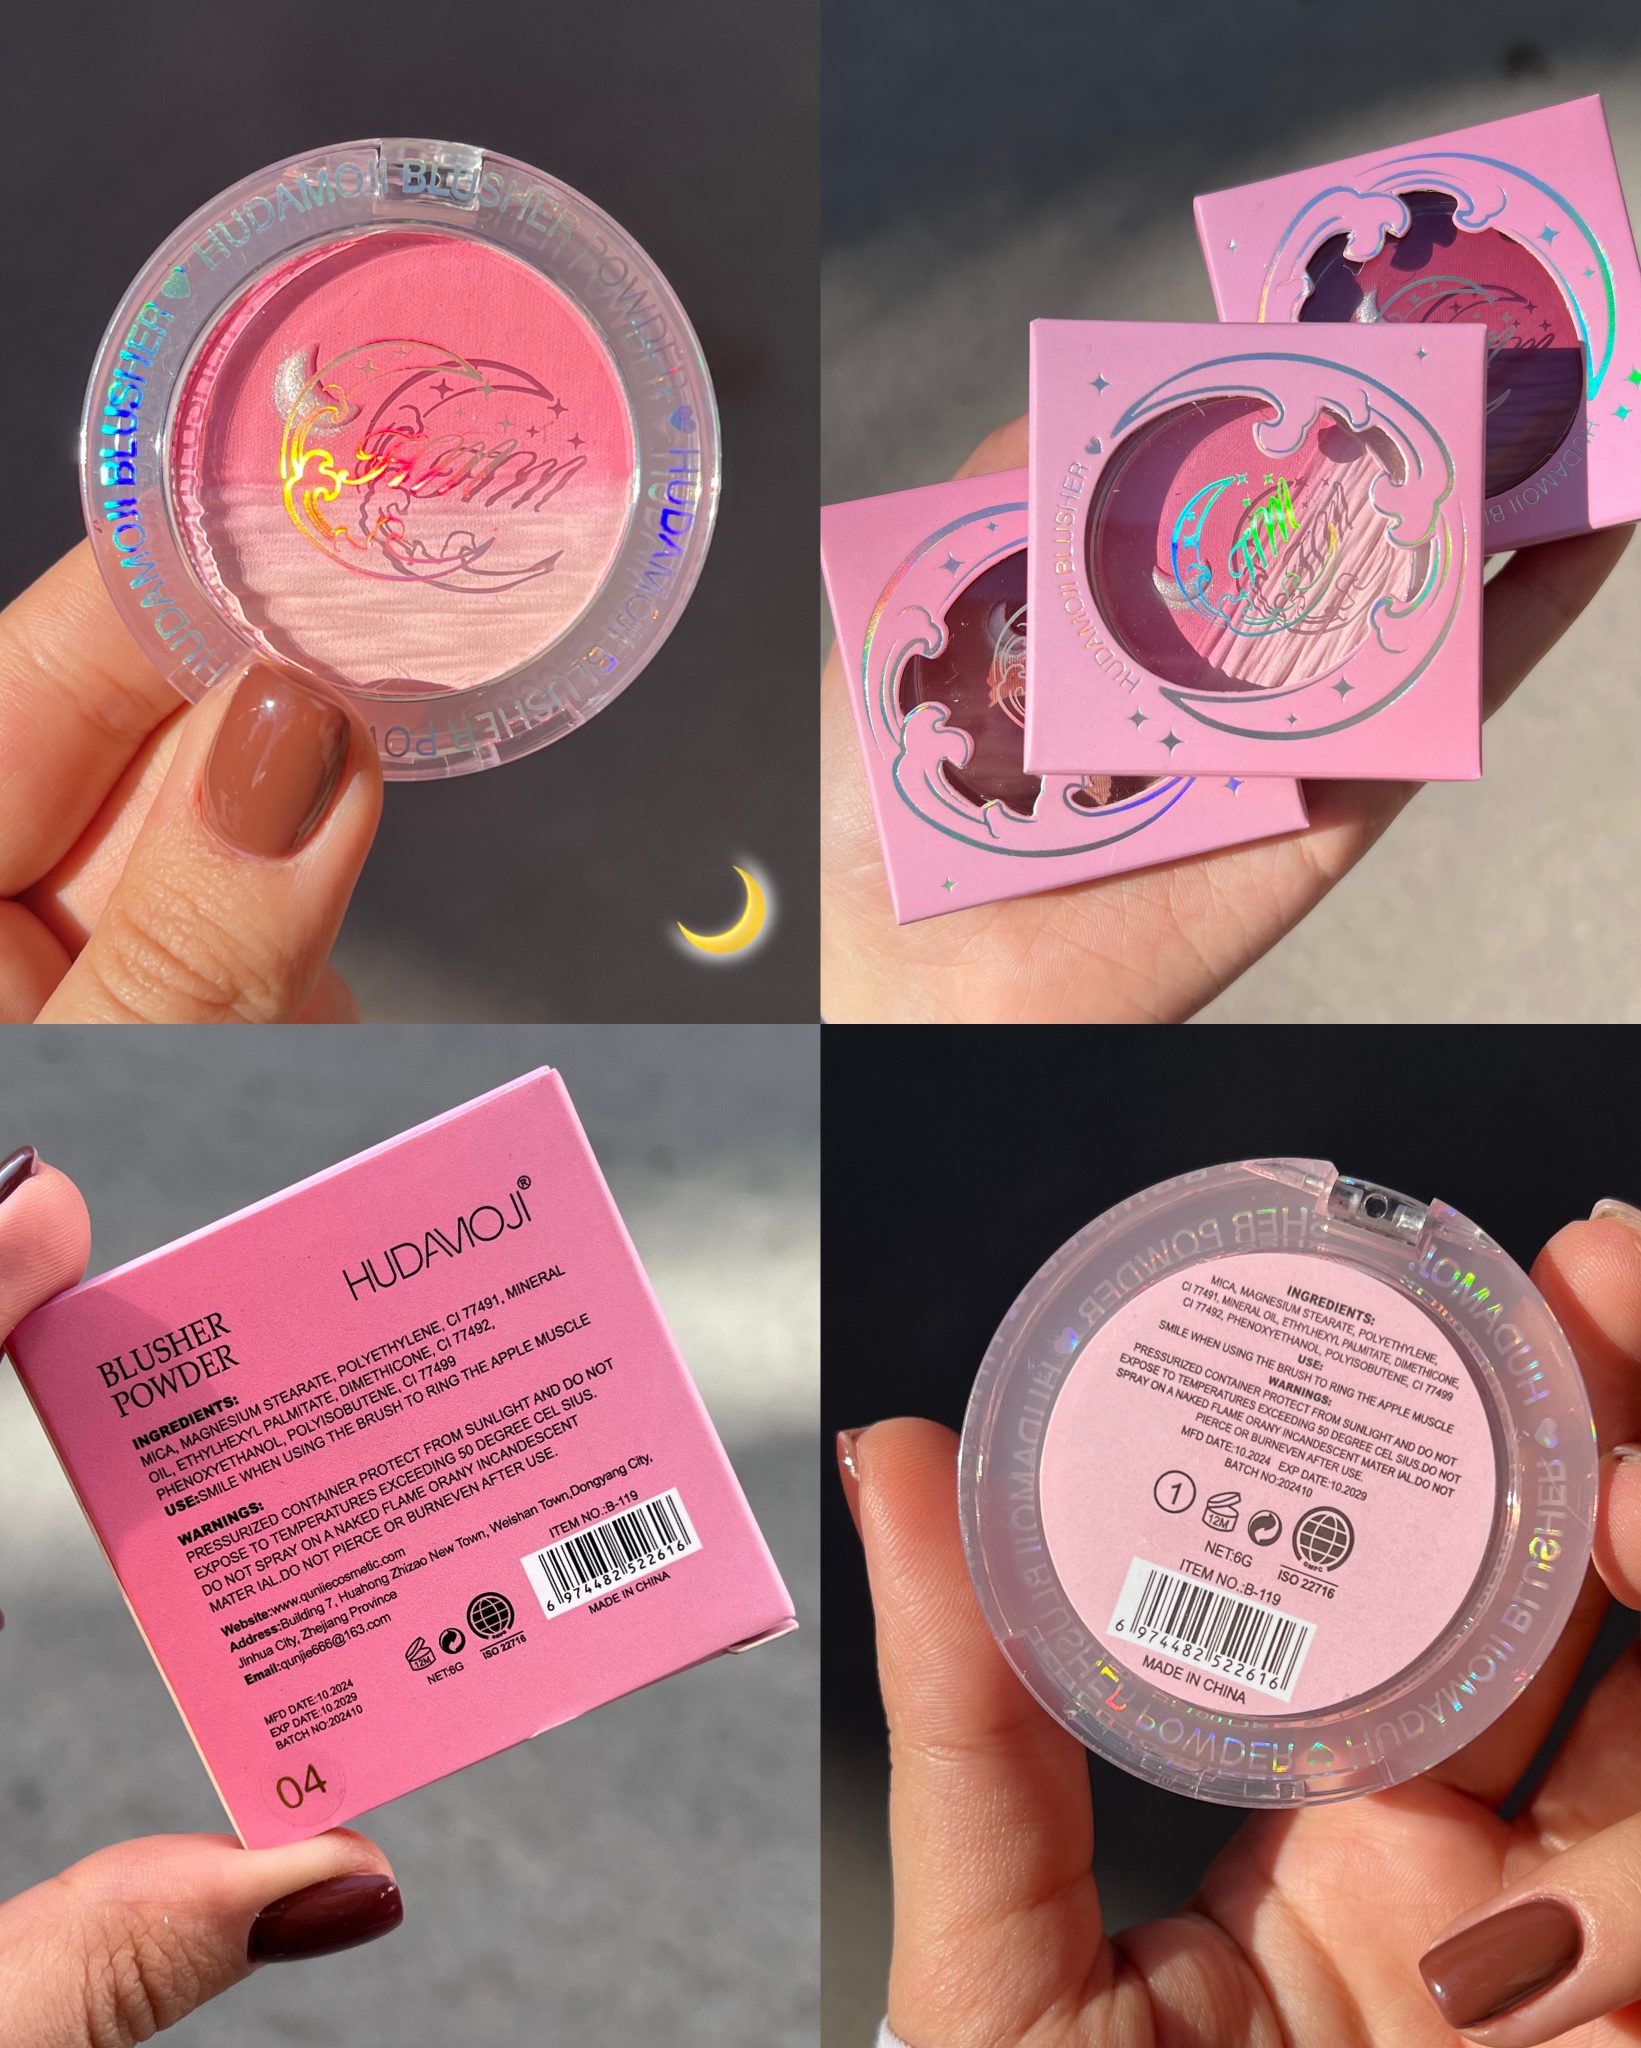 HUDAMOJI BLUSHER POWDER
HUDAMOJI BLUSHER
HUDAMOJI BLUSHER POW
HUDAMOJI BLUSHER
HUDAMOJI BLUSHER
HUDAMOJI®
BLUSHER
POWDER
INGREDIENTS:
MICA, MAGNESIUM STEARATE, POLYETHYLENE, CI 77491, MINERAL
OIL, ETHYLHEXYL PALMITATE, DIMETHICONE, CI 77492,
PHENOXYETHANOL, POLYISOBUTENE, CI 77499
USE:SMILE WHEN USING THE BRUSH TO RING THE APPLE MUSCLE
WARNINGS:
PRESSURIZED CONTAINER PROTECT FROM SUNLIGHT AND DO NOT
EXPOSE TO TEMPERATURES EXCEEDING 50 DEGREE CEL SIUS.
DO NOT SPRAY ON A NAKED FLAME ORANY INCANDESCENT
MATER IAL.DO NOT PIERCE OR BURNEVEN AFTER USE.
Website:www.qunjiecosmetic.com
Address:Building 7, Huahong Zhizao New Town, Weishan Town,Dongyang City,
Jinhua City, Zhejiang Province
Email:qunjie666@163.com
MFD DATE:10.2024
EXP DATE:10.2029
BATCH NO:202410
12M
NET:6G
GMPC
ISO 22716
ITEM NO.:B-119
6 974482 522616
MADE IN CHINA
04
INGREDIENTS:
MICA, MAGNESIUM STEARATE, POLYETHYLENE,
CI 77491, MINERAL OIL, ETHYLHEXYL PALMITATE, DIMETHICONE,
CI 77492, PHENOXYETHANOL, POLYISOBUTENE, CI 77499
USE:
SMILE WHEN USING THE BRUSH TO RING THE APPLE MUSCLE
WARNINGS:
PRESSURIZED CONTAINER PROTECT FROM SUNLIGHT AND DO NOT
EXPOSE TO TEMPERATURES EXCEEDING 50 DEGREE CEL SIUS.DO NOT
SPRAY ON A NAKED FLAME ORANY INCANDESCENT MATER IAL.DO NOT
PIERCE OR BURNEVEN AFTER USE.
MFD DATE:10.2024 EXP DATE:10.2029
BATCH NO:202410
1
12M
GMPC
NET:6G
ISO 22716
ITEM NO.:B-119
6 974482 522616
MADE IN CHINA
HUDAMOJI BLUSHER
BLUSHER POWDER